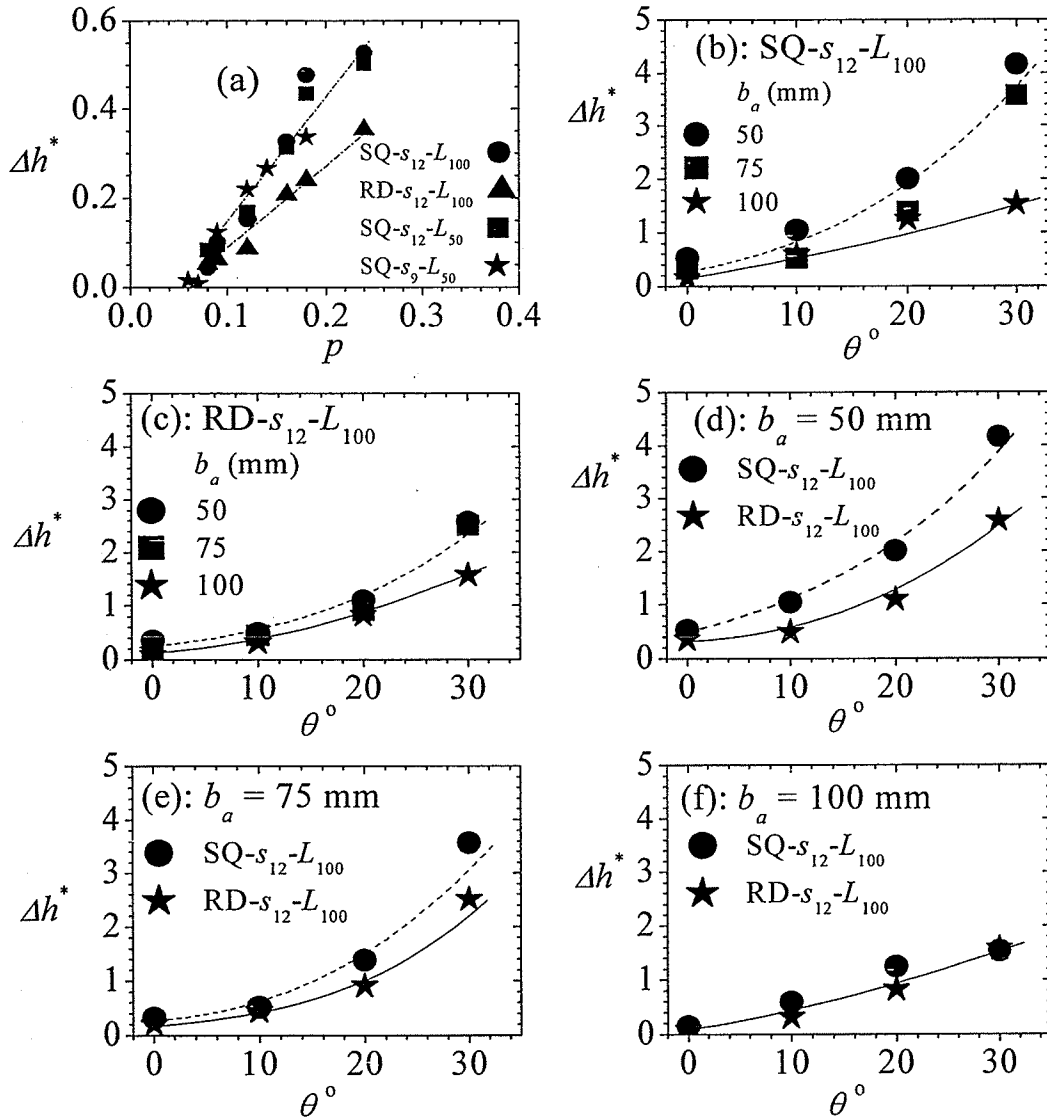 (a)
Δh*
0.6
0.4
0.2
0.0
0.0 0.1 0.2 0.3 0.4
p
SQ-s₁₂-L₁₀₀
RD-s₁₂-L₁₀₀
SQ-s₁₂-L₅₀
SQ-s₉-L₅₀
(b): SQ-s₁₂-L₁₀₀
bₐ (mm)
50
75
100
Δh*
5
4
3
2
1
0
0 10 20 30
θ°
(c): RD-s₁₂-L₁₀₀
bₐ (mm)
50
75
100
Δh*
5
4
3
2
1
0
0 10 20 30
θ°
(d): bₐ = 50 mm
SQ-s₁₂-L₁₀₀
RD-s₁₂-L₁₀₀
Δh*
5
4
3
2
1
0
0 10 20 30
θ°
(e): bₐ = 75 mm
SQ-s₁₂-L₁₀₀
RD-s₁₂-L₁₀₀
Δh*
5
4
3
2
1
0
0 10 20 30
θ°
(f): bₐ = 100 mm
SQ-s₁₂-L₁₀₀
RD-s₁₂-L₁₀₀
Δh*
5
4
3
2
1
0
0 10 20 30
θ°